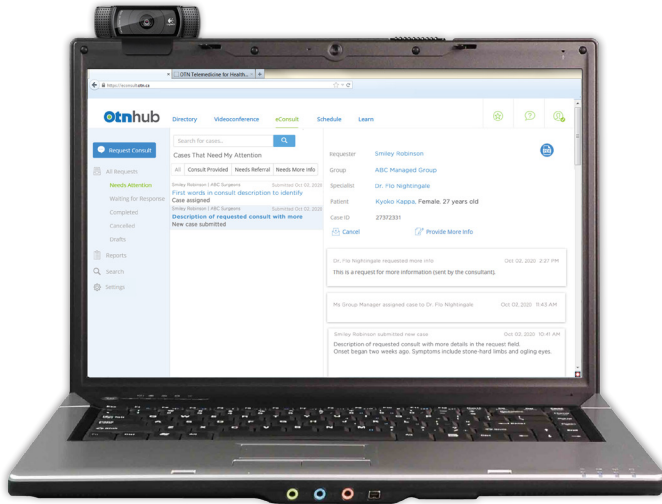 OTN Telemedicine for Health...
https://econsult.otn.ca
otnhub
Directory
Videoconference
eConsult
Schedule
Learn
Request Consult
All Requests
Needs Attention
Waiting for Response
Completed
Cancelled
Drafts
Reports
Search
Settings
Search for cases...
Cases That Need My Attention
All
Consult Provided
Needs Referral
Needs More Info
Smiley Robinson | ABC Surgeons
Submitted Oct 03, 2020
First words in consult description to identify
Case assigned
Smiley Robinson | ABC Surgeons
Submitted Oct 03, 2020
Description of requested consult with more
New case submitted
Requester Smiley Robinson
Group ABC Managed Group
Specialist Dr. Flo Nightingale
Patient Kyoko Kappa, Female. 27 years old
Case ID 27372331
Cancel
Provide More Info
Dr. Flo Nightingale requested more info Oct 03, 2020 2:27 PM
This is a request for more information (sent by the consultant).
Ms Group Manager assigned case to Dr. Flo Nightingale Oct 03, 2020 11:43 AM
Smiley Robinson submitted new case Oct 03, 2020 10:41 AM
Description of requested consult with more details in the request field.
Onset began two weeks ago. Symptoms include stone-hard limbs and ogling eyes.